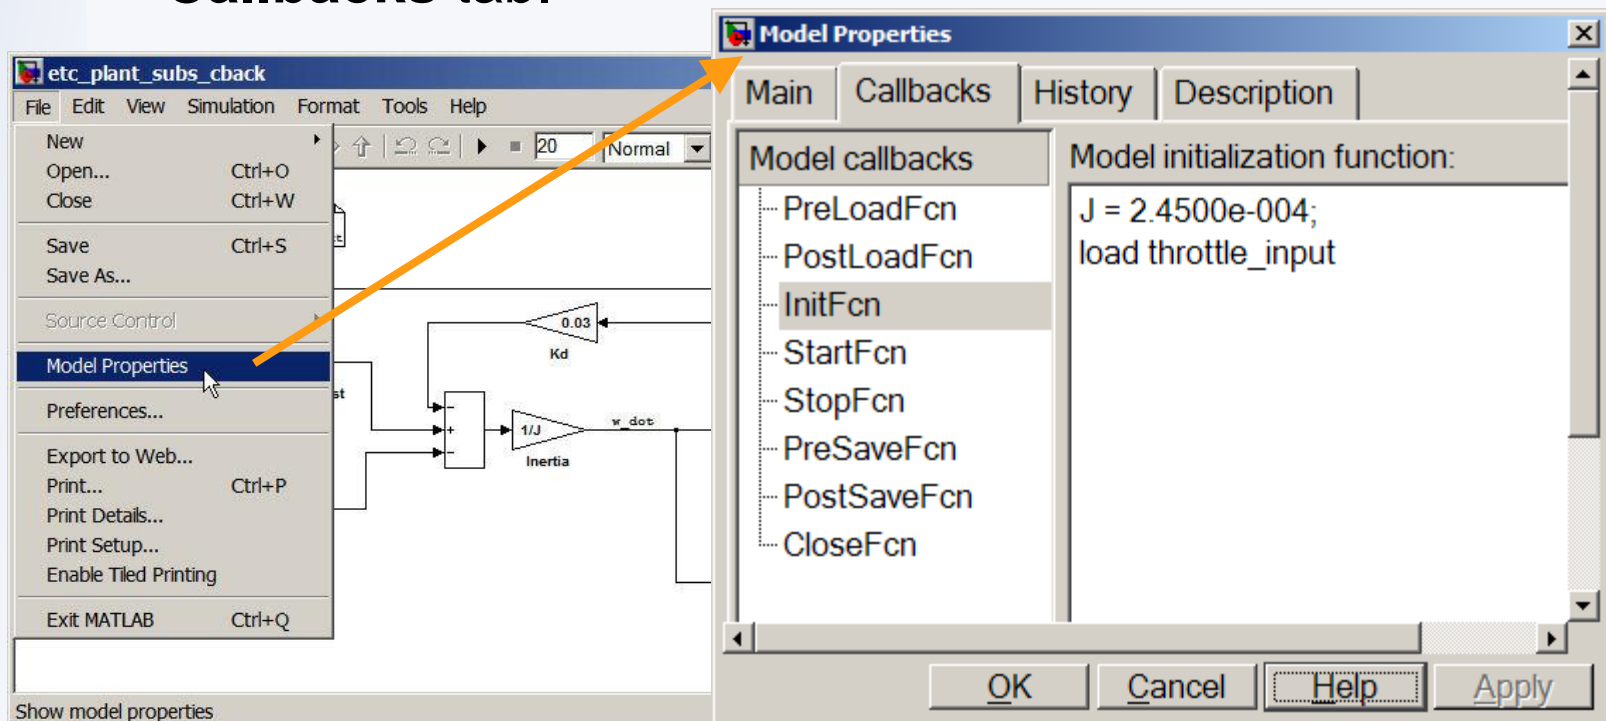 Callbacks tab.
etc_plant_subs_cback
File Edit View Simulation Format Tools Help
New
Open... Ctrl+O
Close Ctrl+W
Save Ctrl+S
Save As...
Source Control
Model Properties
Preferences...
Export to Web...
Print... Ctrl+P
Print Details...
Print Setup...
Enable Tiled Printing
Exit MATLAB Ctrl+Q
20 Normal
0.03
Kd
st
1/J
Inertia
w_dot
Show model properties
Model Properties
Main Callbacks History Description
Model callbacks
PreLoadFcn
PostLoadFcn
InitFcn
StartFcn
StopFcn
PreSaveFcn
PostSaveFcn
CloseFcn
Model initialization function:
J = 2.4500e-004;
load throttle_input
OK Cancel Help Apply